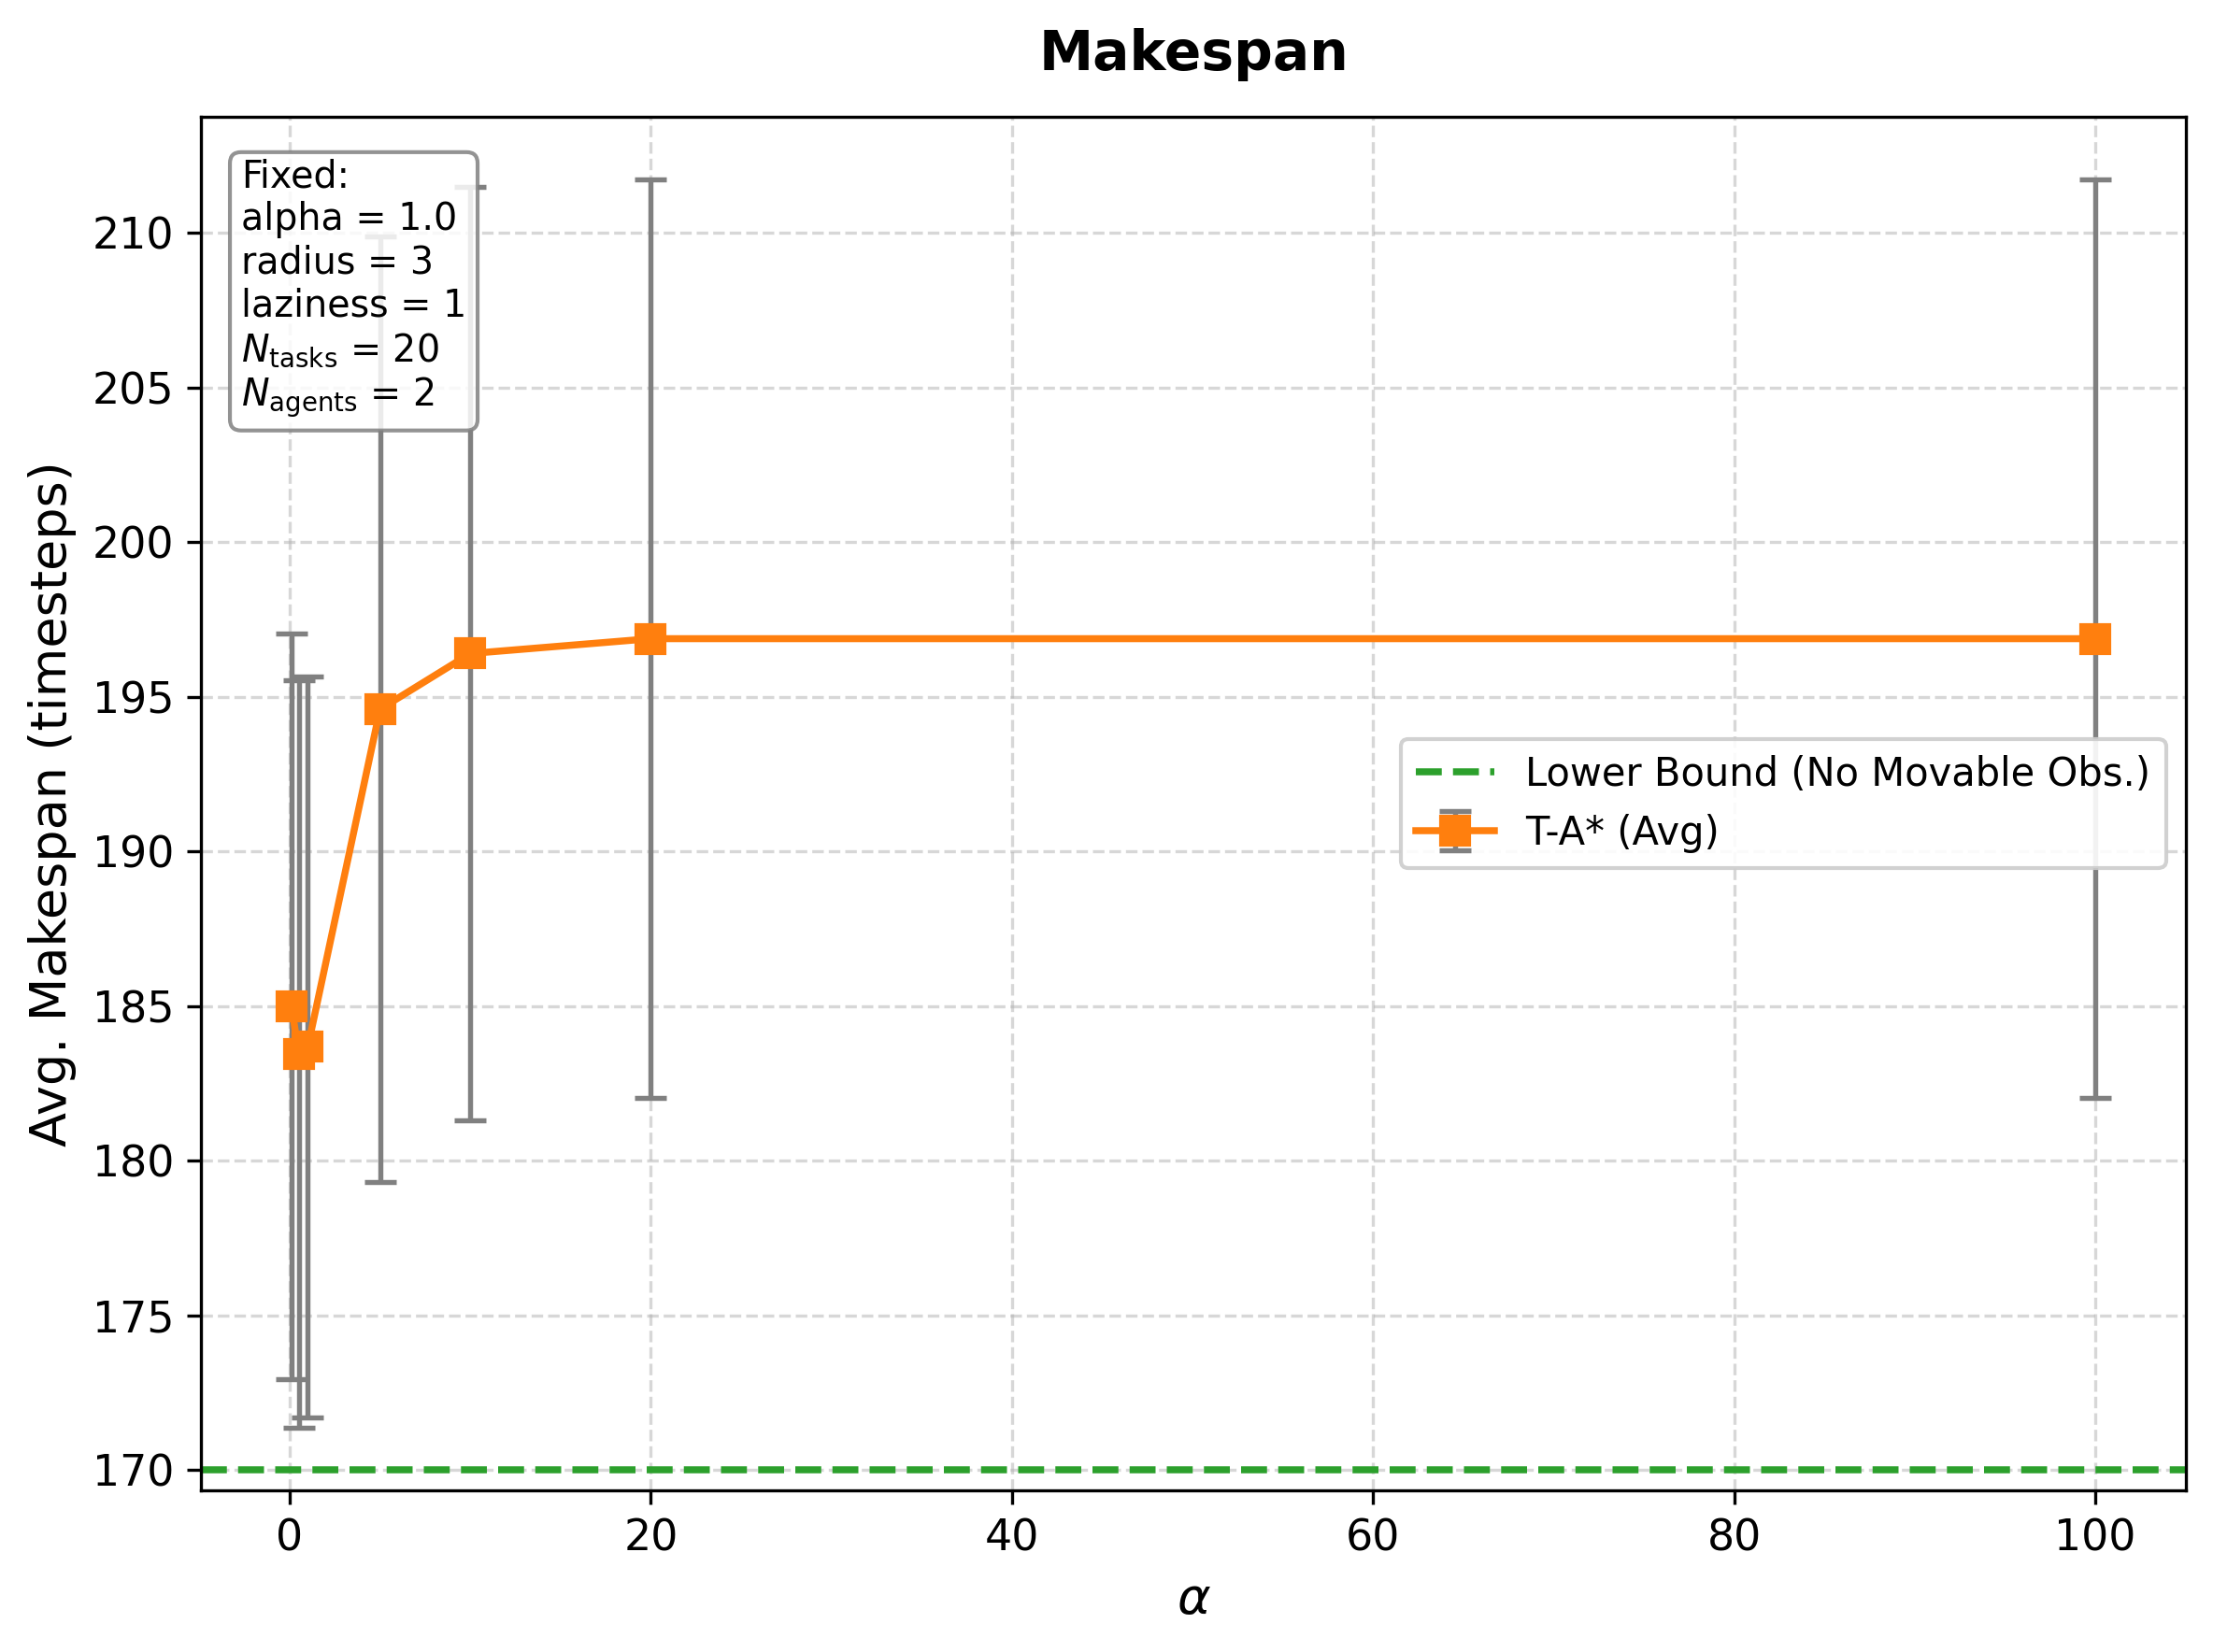 Makespan
Fixed:
alpha = 1.0
radius = 3
laziness = 1
N_tasks = 20
N_agents = 2
210
205
200
195
190
185
180
175
170
Avg. Makespan (timesteps)
Lower Bound (No Movable Obs.)
T-A* (Avg)
0 20 40 60 80 100
α